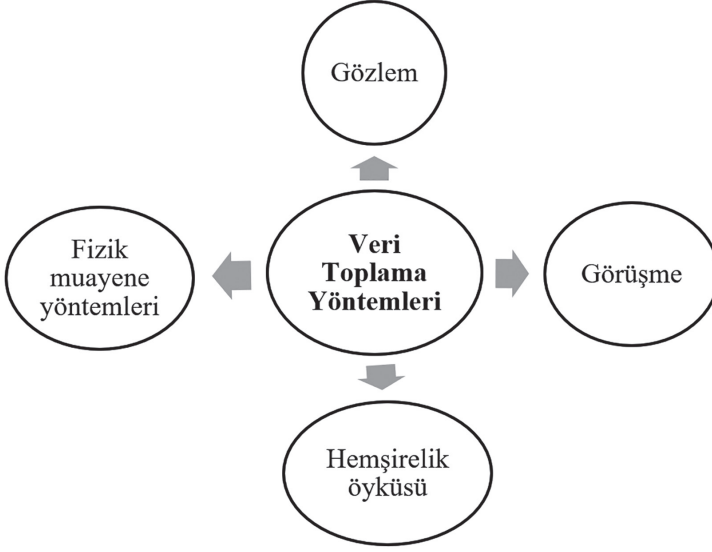 Gözlem
Veri
Toplama
Yöntemleri
Fizik
muayene
yöntemleri
Görüşme
Hemşirelik
öyküsü